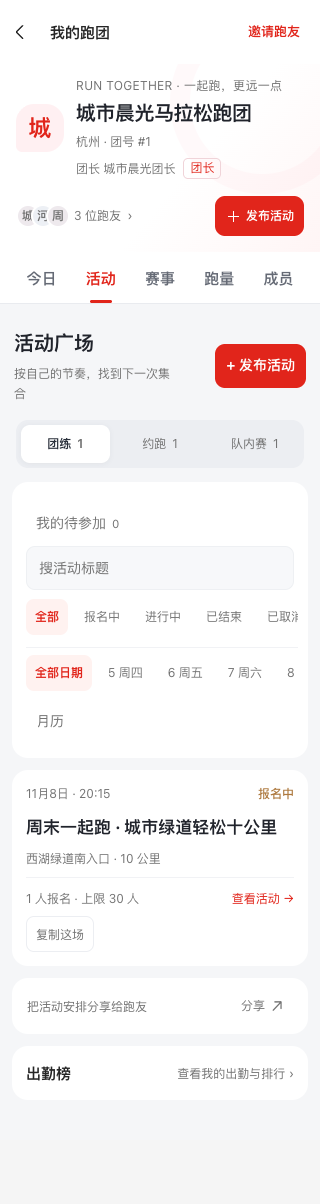 我的跑团
邀请跑友
RUN TOGETHER · 一起跑，更远一点
城
城市晨光马拉松跑团
杭州 · 团号 #1
团长 城市晨光团长 团长
周 3 位跑友 ›
发布活动
今日 活动 赛事 跑量 成员
活动广场
按自己的节奏，找到下一次集
合
+ 发布活动
团练 1 约跑 1 队内赛 1
我的待参加 0
搜活动标题
全部 报名中 进行中 已结束 已取消
全部日期 5 周四 6 周五 7 周六 8
月历
11月8日 · 20:15 报名中
周末一起跑 · 城市绿道轻松十公里
西湖绿道南入口 · 10 公里
1 人报名 · 上限 30 人 查看活动 →
复制这场
把活动安排分享给跑友 分享 ↗
出勤榜 查看我的出勤与排行 ›